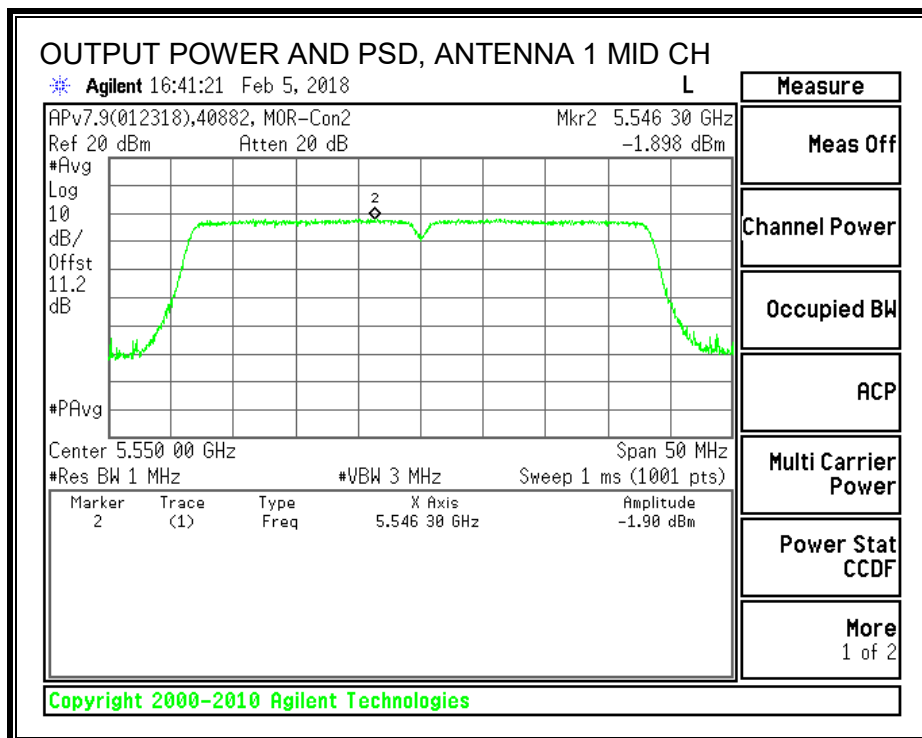 OUTPUT POWER AND PSD, ANTENNA 1 MID CH
Agilent 16:41:21 Feb 5, 2018 L
Measure
APv7.9(012318),40882, MOR-Con2 Mkr2 5.546 30 GHz
Ref 20 dBm Atten 20 dB -1.898 dBm
Meas Off
#Avg
Log
10
dB/
Offst
11.2
dB
2
Channel Power
Occupied BW
ACP
#PAvg
Center 5.550 00 GHz Span 50 MHz
#Res BW 1 MHz #VBW 3 MHz Sweep 1 ms (1001 pts)
Multi Carrier
Power
Marker Trace Type X Axis Amplitude
2 (1) Freq 5.546 30 GHz -1.90 dBm
Power Stat
CCDF
More
1 of 2
Copyright 2000-2010 Agilent Technologies